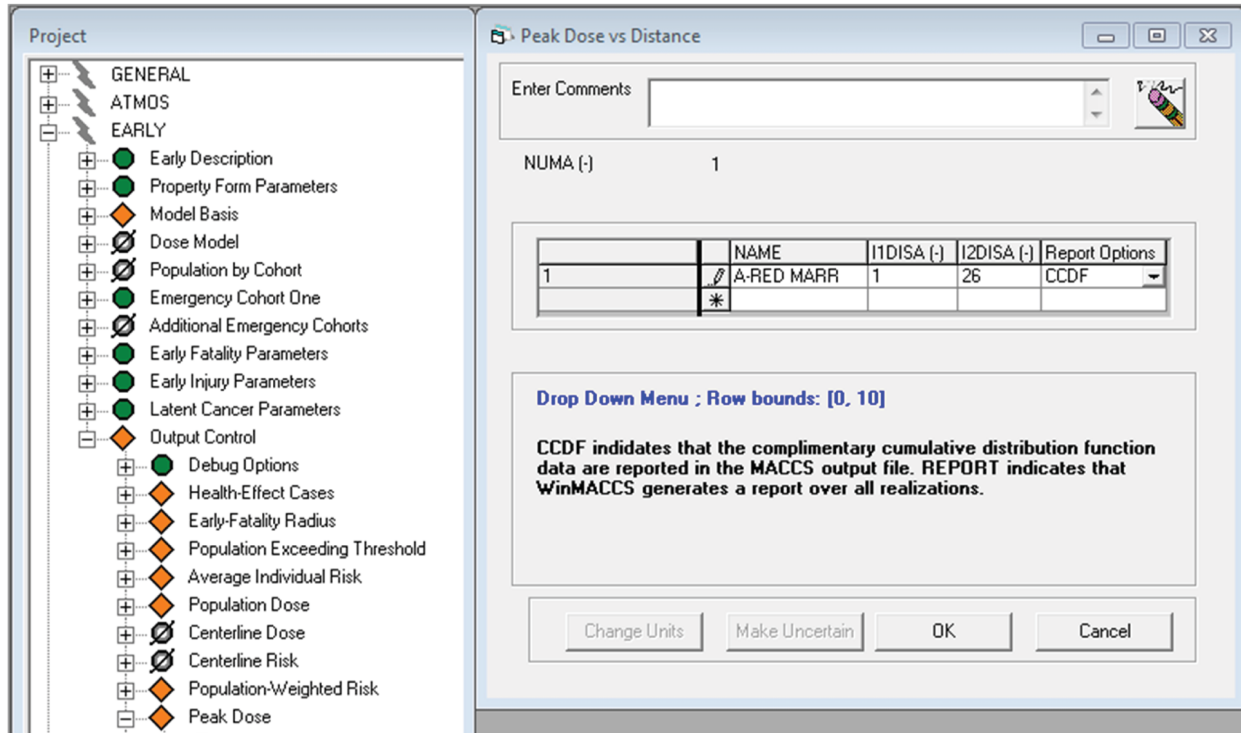 Project
GENERAL
ATMOS
EARLY
Early Description
Property Form Parameters
Model Basis
Dose Model
Population by Cohort
Emergency Cohort One
Additional Emergency Cohorts
Early Fatality Parameters
Early Injury Parameters
Latent Cancer Parameters
Output Control
Debug Options
Health-Effect Cases
Early-Fatality Radius
Population Exceeding Threshold
Average Individual Risk
Population Dose
Centerline Dose
Centerline Risk
Population-Weighted Risk
Peak Dose
Peak Dose vs Distance
Enter Comments
NUMA (-) 1
NAME I1DISA (-) I2DISA (-) Report Options
1 A-RED MARR 1 26 CCDF
Drop Down Menu ; Row bounds: [0, 10]
CCDF indidates that the complimentary cumulative distribution function
data are reported in the MACCS output file. REPORT indicates that
WinMACCS generates a report over all realizations.
Change Units Make Uncertain OK Cancel